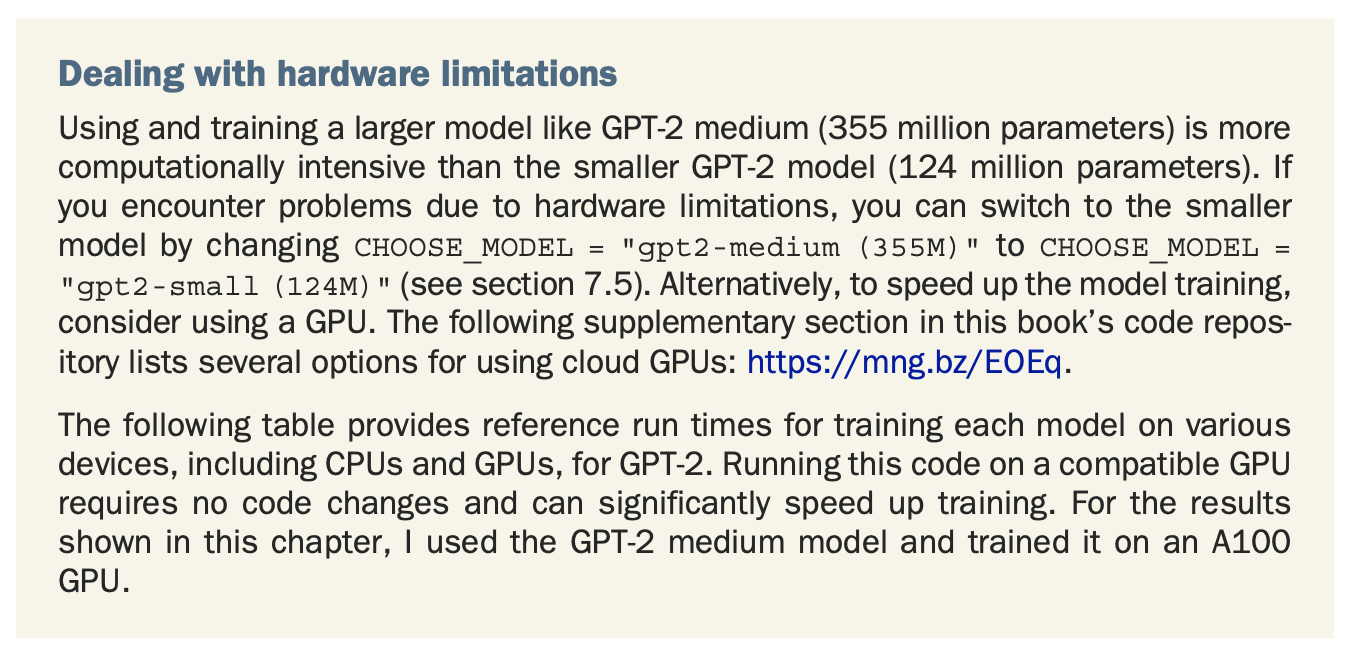 Dealing with hardware limitations
Using and training a larger model like GPT-2 medium (355 million parameters) is more
computationally intensive than the smaller GPT-2 model (124 million parameters). If
you encounter problems due to hardware limitations, you can switch to the smaller
model by changing CHOOSE_MODEL = "gpt2-medium (355M)" to CHOOSE_MODEL =
"gpt2-small (124M)" (see section 7.5). Alternatively, to speed up the model training,
consider using a GPU. The following supplementary section in this book’s code repos-
itory lists several options for using cloud GPUs: https://mng.bz/EOEq.
The following table provides reference run times for training each model on various
devices, including CPUs and GPUs, for GPT-2. Running this code on a compatible GPU
requires no code changes and can significantly speed up training. For the results
shown in this chapter, I used the GPT-2 medium model and trained it on an A100
GPU.